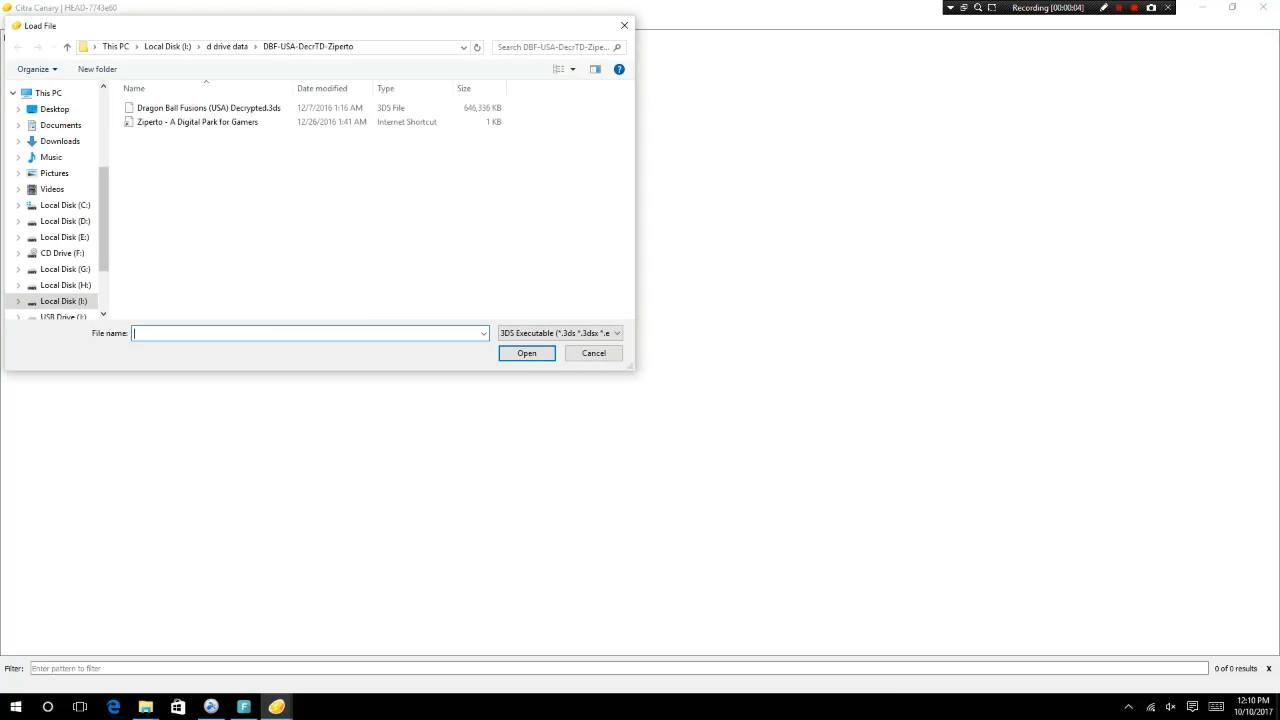 Citra Canary | HEAD-7743e60
Recording [00:00:04]
Load File
This PC > Local Disk (I:) > d drive data > DBF-USA-DecrTD-Ziperto
Search DBF-USA-DecrTD-Zipe...
Organize
New folder
Name Date modified Type Size
Dragon Ball Fusions (USA) Decrypted.3ds 12/7/2016 1:16 AM 3DS File 646,336 KB
Ziperto - A Digital Park for Gamers 12/26/2016 1:41 AM Internet Shortcut 1 KB
This PC
Desktop
Documents
Downloads
Music
Pictures
Videos
Local Disk (C:)
Local Disk (D:)
Local Disk (E:)
CD Drive (F:)
Local Disk (G:)
Local Disk (H:)
Local Disk (I:)
File name:
3DS Executable (*.3ds *.3dsx *.e
Open
Cancel
Filter: Enter pattern to filter
0 of 0 results X
12:10 PM
10/10/2017